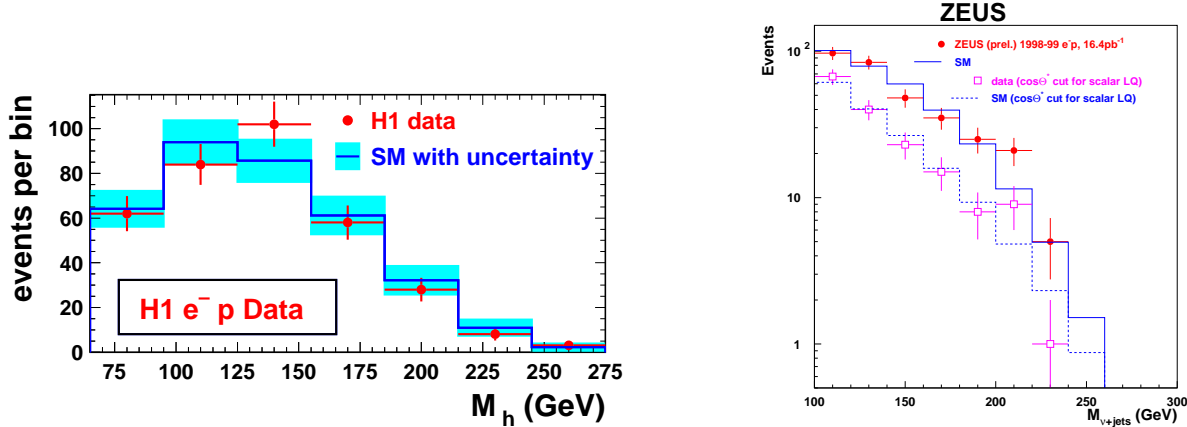 H1 data
SM with uncertainty
H1 e⁻ p Data
events per bin
0
20
40
60
80
100
75 100 125 150 175 200 225 250 275
M_h (GeV)
ZEUS
ZEUS (prel.) 1998-99 e⁻p, 16.4pb⁻¹
SM
data (cosΘ* cut for scalar LQ)
SM (cosΘ* cut for scalar LQ)
Events
10²
10
1
100 150 200 250 300
M_ν+jets (GeV)